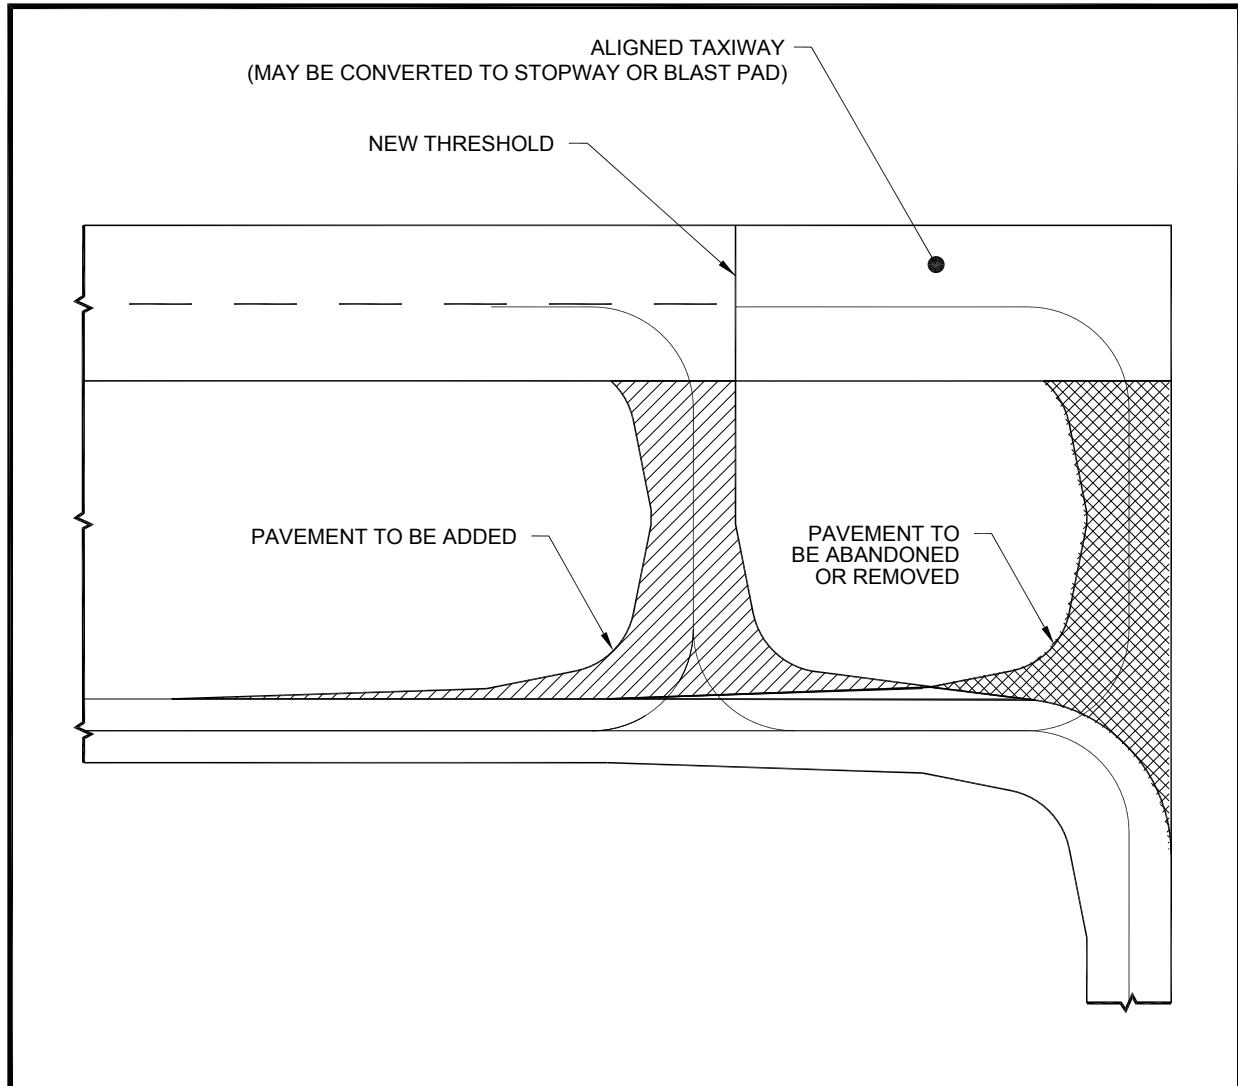 ALIGNED TAXIWAY
(MAY BE CONVERTED TO STOPWAY OR BLAST PAD)
NEW THRESHOLD
PAVEMENT TO BE ADDED
PAVEMENT TO
BE ABANDONED
OR REMOVED